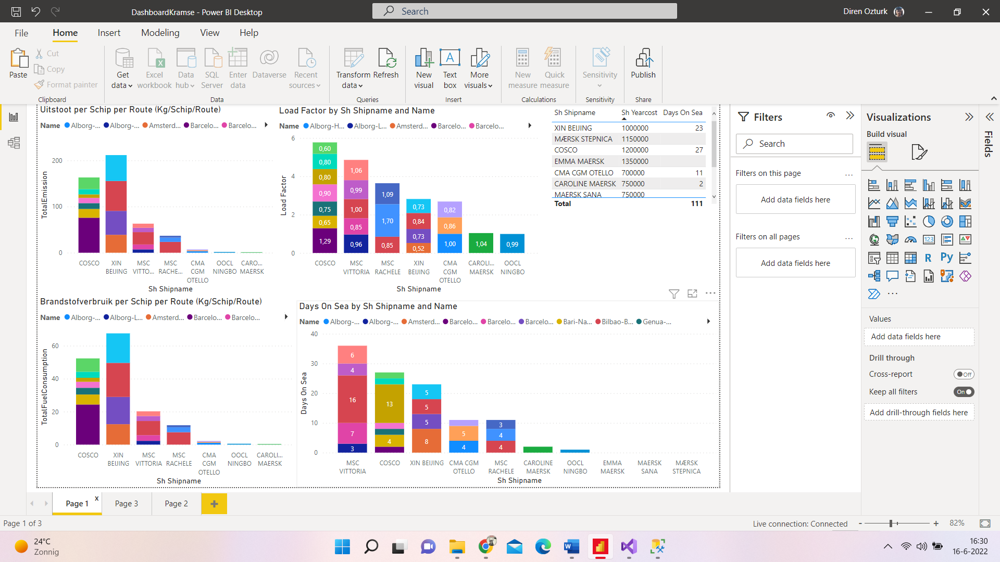 DashboardKramse - Power BI Desktop
Search
Diren Ozturk
File
Home
Insert
Modeling
View
Help
Paste
Cut
Copy
Format painter
Clipboard
Get data
Excel workbook
Data hub
SQL Server
Enter data
Dataverse
Recent sources
Data
Transform data
Refresh
Queries
New visual
Text box
More visuals
Insert
New measure
Quick measure
Calculations
Sensitivity
Sensitivity
Publish
Share
Uitstoot per Schip per Route (Kg/Schip/Route)
Name Alborg-... Alborg-... Amsterd... Barcelo... Barcelo...
TotalEmission
200
100
0
COSCO
XIN BEIJING
MSC VITTO...
MSC RACHE...
CMA CGM OTELLO
OOCL NINGBO
CARO... MAERSK
Sh Shipname
Load Factor by Sh Shipname and Name
Name Alborg-H... Alborg-L... Amsterd... Barcelo... Barcelo...
Load Factor
6
4
2
0
0,60
0,80
0,80
0,90
0,75
0,65
1,29
1,06
0,99
1,00
0,85
0,96
1,09
1,70
0,85
0,73
0,84
0,73
0,52
0,82
0,86
1,00
1,04
0,99
COSCO
MSC VITTORIA
MSC RACHELE
XIN BEIJING
CMA CGM OTELLO
CAROLI... MAERSK
OOCL NINGBO
Sh Shipname
Sh Shipname Sh Yearcost Days On Sea
XIN BEIJING 1000000 23
MÆRSK STEPNICA 1150000
COSCO 1200000 27
EMMA MAERSK 1350000
CMA CGM OTELLO 700000 11
CAROLINE MAERSK 750000 2
MAERSK SANA 750000
Total 111
Brandstofverbruik per Schip per Route (Kg/Schip/Route)
Name Alborg-... Alborg-L... Amsterd... Barcelo... Barcelo...
TotalFuelConsumption
60
40
20
0
COSCO
XIN BEIJING
MSC VITTORIA
MSC RACHELE
CMA CGM OTELLO
OOCL NINGBO
CAROLI... MAERSK
Sh Shipname
Days On Sea by Sh Shipname and Name
Name Alborg-... Alborg-... Amsterd... Barcelo... Barcelo... Barcelo... Bari-Na... Bilbao-B... Genua-...
Days On Sea
40
30
20
10
0
6
4
16
7
3
13
4
5
5
5
8
5
4
3
4
4
MSC VITTORIA
COSCO
XIN BEIJING
CMA CGM OTELLO
MSC RACHELE
CAROLINE MAERSK
OOCL NINGBO
EMMA MAERSK
MAERSK SANA
MÆRSK STEPNICA
Sh Shipname
Filters
Search
Filters on this page
...
Add data fields here
Filters on all pages
...
Add data fields here
Visualizations
Build visual
123
R
Py
...
Values
Add data fields here
Drill through
Cross-report
Off
Keep all filters
On
Add drill-through fields here
Fields
Page 1
x
Page 3
Page 2
+
Page 1 of 3
Live connection: Connected
-
+
82%
24°C
Zonnig
16:30
16-6-2022